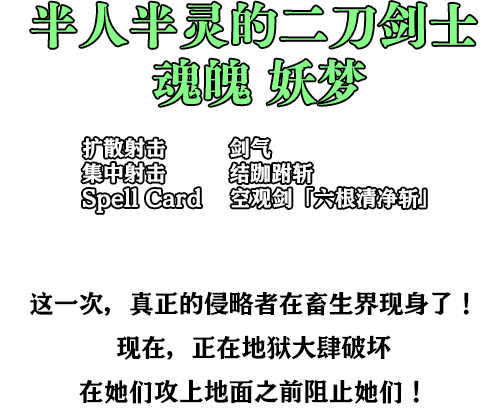 半人半灵的二刀剑士
魂魄 妖梦
扩散射击 剑气
集中射击 结跏趺斩
Spell Card 空观剑「六根清净斩」
这一次，真正的侵略者在畜生界现身了！
现在，正在地狱大肆破坏
在她们攻上地面之前阻止她们！